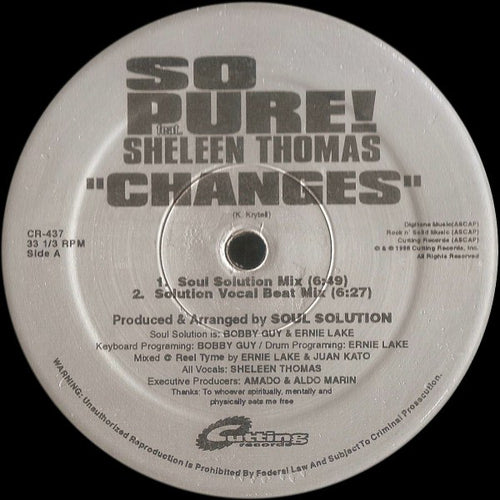 SO
PURE!
feat.
SHELEEN THOMAS
"CHANGES"
(K. Krytell)
CR-437
33 1/3 RPM
Side A
Digitone Music(ASCAP)
Rock n' Solid Music (ASCAP)
Cutting Records (ASCAP)
Cutting Records, Inc.
All Rights Reserved
1. Soul Solution Mix (6:49)
2. Solution Vocal Beat Mix (6:27)
Produced & Arranged by SOUL SOLUTION
Soul Solution is: BOBBY GUY & ERNIE LAKE
Keyboard Programing: BOBBY GUY / Drum Programing: ERNIE LAKE
Mixed @ Reel Tyme by ERNIE LAKE & JUAN KATO
All Vocals: SHELEEN THOMAS
Executive Producers: AMADO & ALDO MARIN
Thanks: To whoever spiritually, mentally and
physically sets me free
Cutting
records
WARNING: Unauthorized Reproduction Is Prohibited By Federal Law And Subject To Criminal Prosecution.